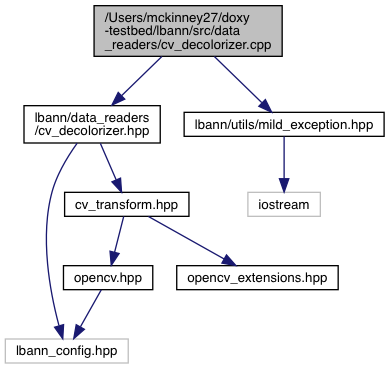 /Users/mckinney27/doxy
-testbed/lbann/src/data
_readers/cv_decolorizer.cpp
lbann/data_readers
/cv_decolorizer.hpp
lbann/utils/mild_exception.hpp
cv_transform.hpp
iostream
opencv.hpp
opencv_extensions.hpp
lbann_config.hpp